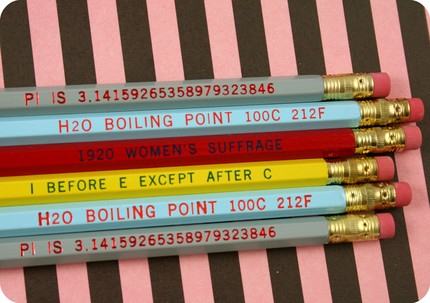 PI IS 3.14159265358979323846
H2O BOILING POINT 100C 212F
1920 WOMEN'S SUFFRAGE
I BEFORE E EXCEPT AFTER C
H2O BOILING POINT 100C 212F
PI IS 3.14159265358979323846